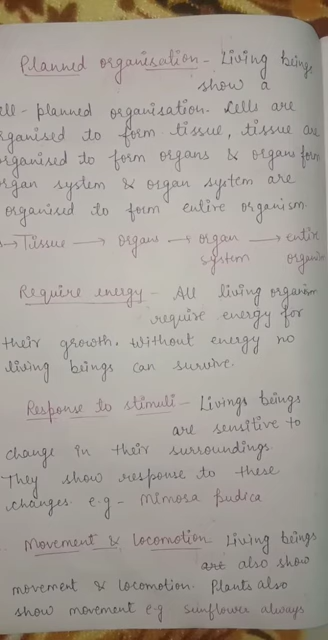 Planned organisation - Living beings
show a
ell-planned organisation. Cells are
rganised to form tissue, tissue are
organised to form organs & organs form
organ system & organ system are
organised to form entire organism.
→ Tissue → organs → organ → entire
system organis
Require energy - All living organism
require energy for
their growth. Without energy no
living beings can survive.
Response to stimuli - Livings beings
are sensitive to
change in their surroundings.
They show response to these
changes. e.g - Mimosa Pudica
Movement & locomotion Living beings
art also show
movement & locomotion. Plants also
show movement e.g sunflower always